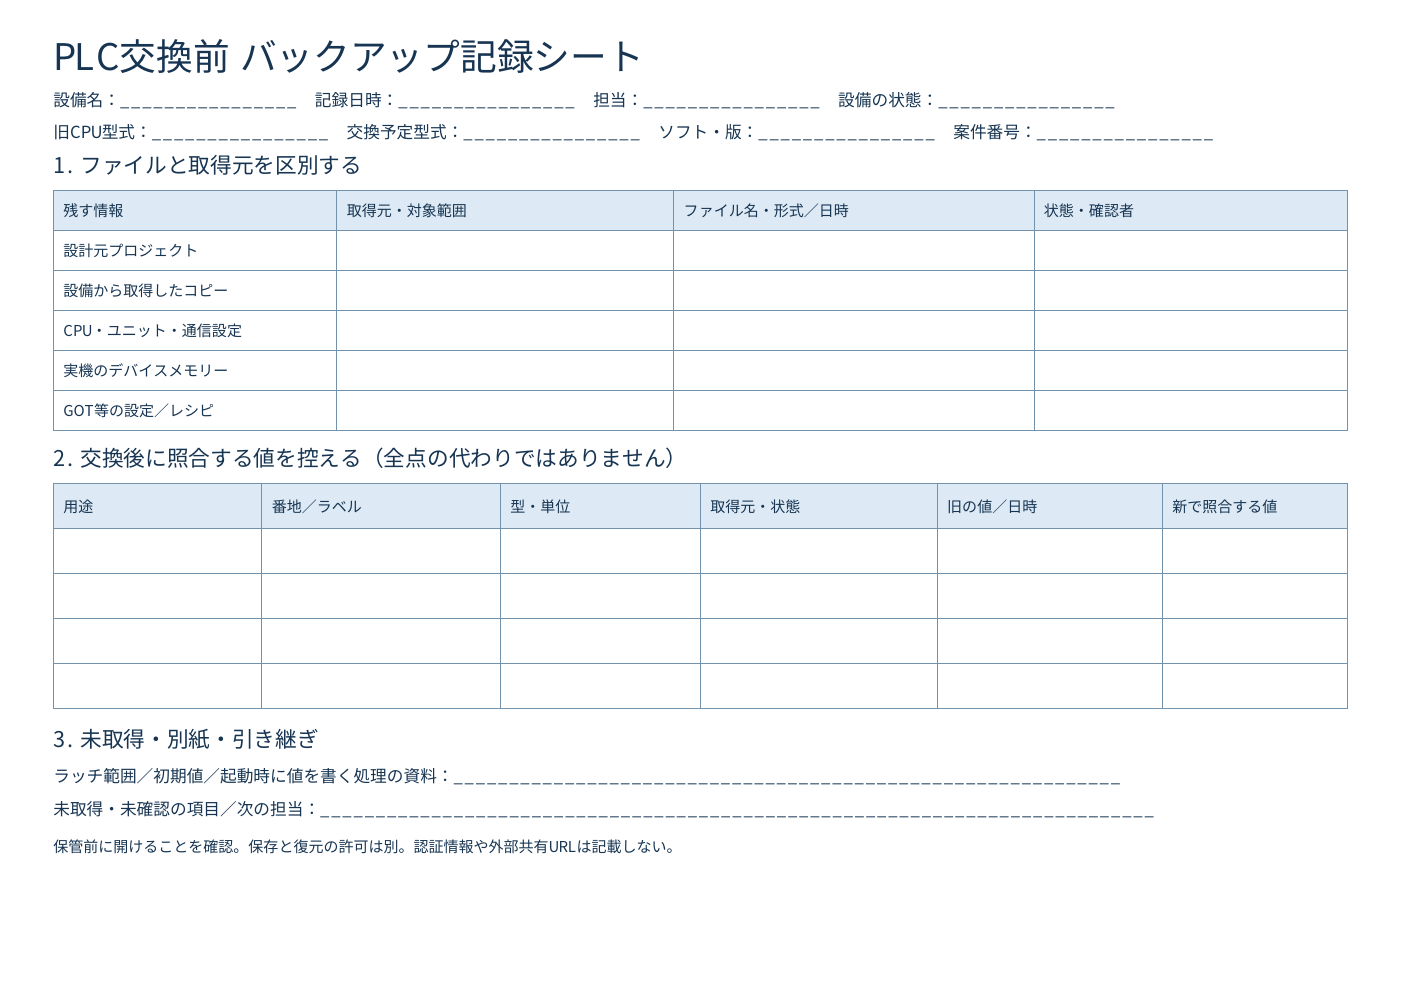 PLC交換前 バックアップ記録シート
設備名：________________ 記録日時：________________ 担当：________________ 設備の状態：________________
旧CPU型式：________________ 交換予定型式：________________ ソフト・版：________________ 案件番号：________________
1. ファイルと取得元を区別する
残す情報 取得元・対象範囲 ファイル名・形式／日時 状態・確認者
設計元プロジェクト
設備から取得したコピー
CPU・ユニット・通信設定
実機のデバイスメモリー
GOT等の設定／レシピ
2. 交換後に照合する値を控える（全点の代わりではありません）
用途 番地／ラベル 型・単位 取得元・状態 旧の値／日時 新で照合する値
3. 未取得・別紙・引き継ぎ
ラッチ範囲／初期値／起動時に値を書く処理の資料：____________________________________________________________
未取得・未確認の項目／次の担当：___________________________________________________________________________
保管前に開けることを確認。保存と復元の許可は別。認証情報や外部共有URLは記載しない。